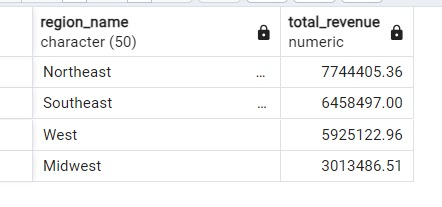 region_name total_revenue
character (50) numeric
Northeast ... 7744405.36
Southeast ... 6458497.00
West 5925122.96
Midwest 3013486.51